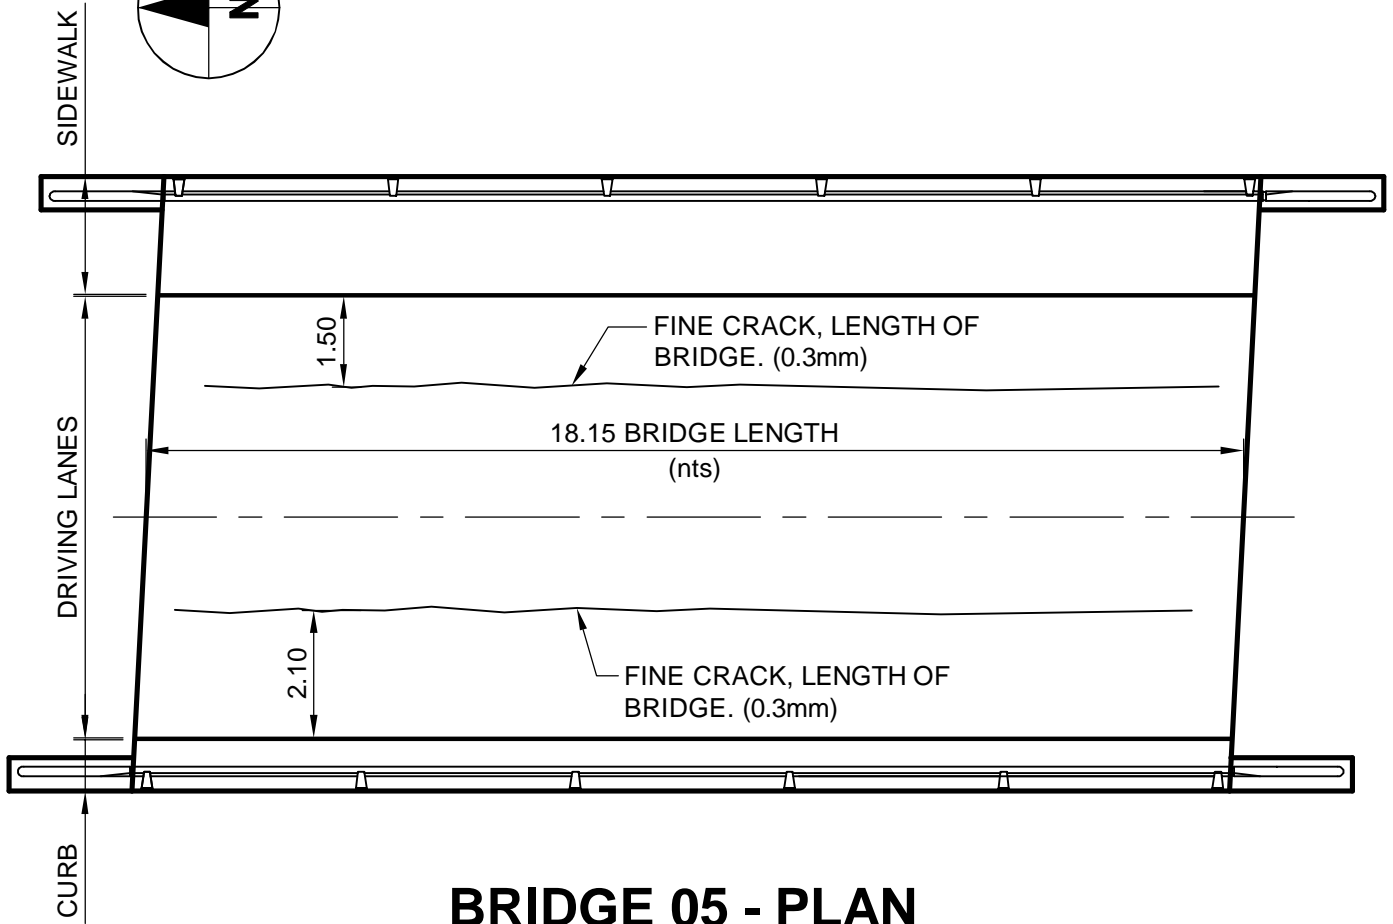 N
SIDEWALK
1.50
FINE CRACK, LENGTH OF
BRIDGE. (0.3mm)
18.15 BRIDGE LENGTH
(nts)
DRIVING LANES
2.10
FINE CRACK, LENGTH OF
BRIDGE. (0.3mm)
CURB
BRIDGE 05 - PLAN